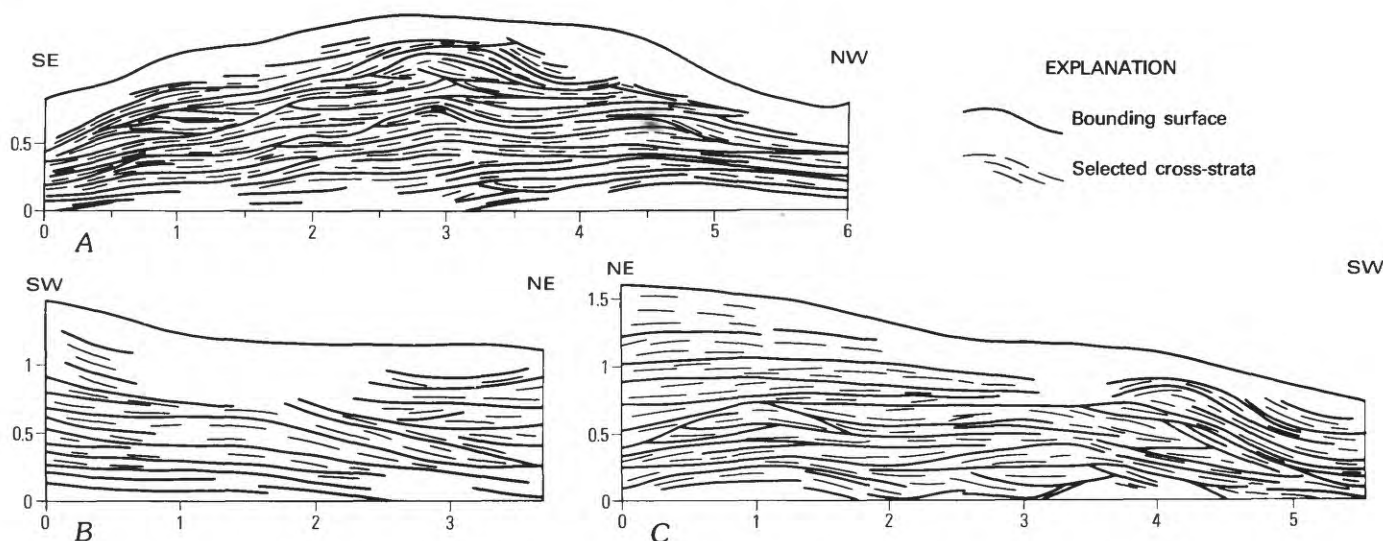 SE
NW
0.5
0
0 1 2 3 4 5 6
A
EXPLANATION
Bounding surface
Selected cross-strata
SW
NE
1
0.5
0
0 1 2 3
B
NE
SW
1.5
1
0.5
0
0 1 2 3 4 5
C